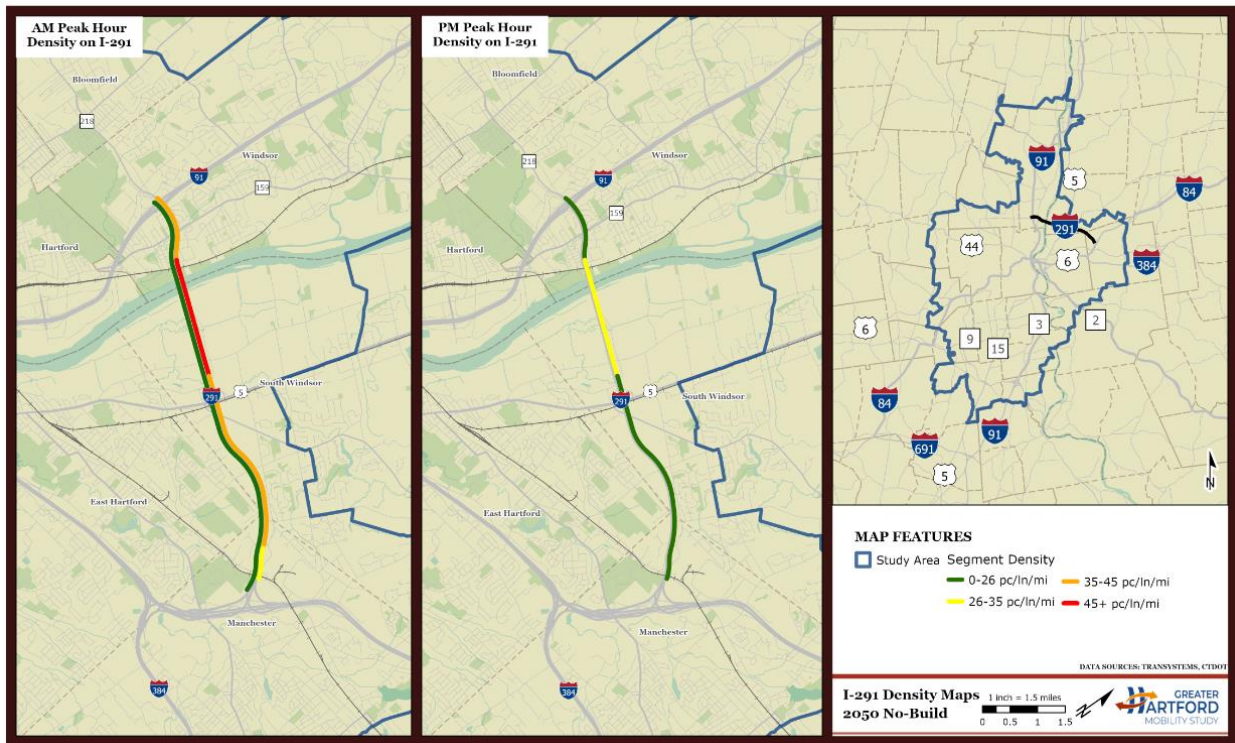 AM Peak Hour
Density on I-291
Bloomfield
218
Windsor
91
159
Hartford
291
5
South Windsor
East Hartford
Manchester
384
PM Peak Hour
Density on I-291
Bloomfield
218
Windsor
91
159
Hartford
291
5
South Windsor
East Hartford
Manchester
384
91
5
84
291
44
6
384
6
9
15
3
2
84
91
691
5
N
MAP FEATURES
Study Area
Segment Density
0-26 pc/ln/mi
35-45 pc/ln/mi
26-35 pc/ln/mi
45+ pc/ln/mi
DATA SOURCES: TRANSYSTEMS, CTDOT
I-291 Density Maps
2050 No-Build
1 inch = 1.5 miles
0 0.5 1 1.5
N
GREATER
HARTFORD
MOBILITY STUDY